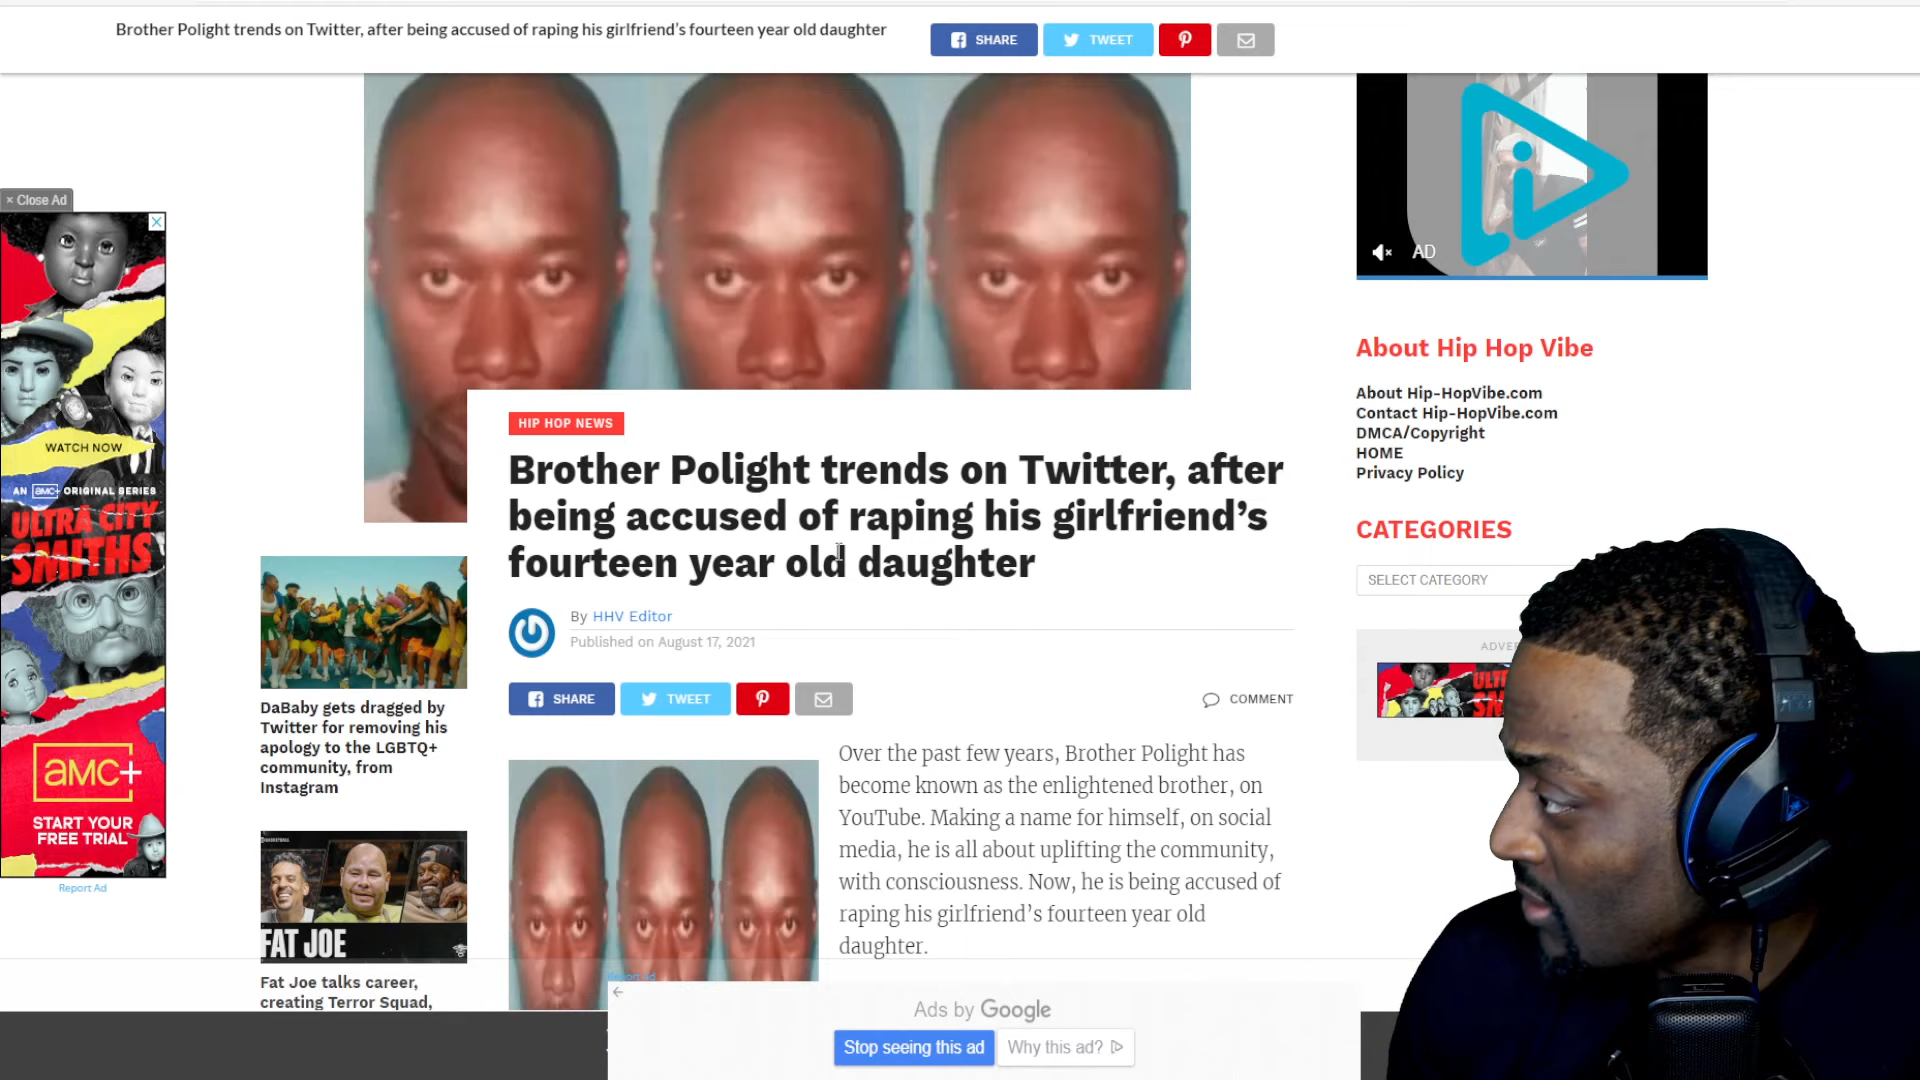 Brother Polight trends on Twitter, after being accused of raping his girlfriend's fourteen year old daughter
SHARE
TWEET
× Close Ad
WATCH NOW
AN amc+ ORIGINAL SERIES
ULTRA CITY
SMITHS
amc+
START YOUR
FREE TRIAL
Report Ad
AD
HIP HOP NEWS
Brother Polight trends on Twitter, after
being accused of raping his girlfriend's
fourteen year old daughter
By HHV Editor
Published on August 17, 2021
SHARE
TWEET
COMMENT
DaBaby gets dragged by
Twitter for removing his
apology to the LGBTQ+
community, from
Instagram
FAT JOE
Fat Joe talks career,
creating Terror Squad,
Over the past few years, Brother Polight has
become known as the enlightened brother, on
YouTube. Making a name for himself, on social
media, he is all about uplifting the community,
with consciousness. Now, he is being accused of
raping his girlfriend's fourteen year old
daughter.
Report Ad
Ads by Google
Stop seeing this ad
Why this ad?
About Hip Hop Vibe
About Hip-HopVibe.com
Contact Hip-HopVibe.com
DMCA/Copyright
HOME
Privacy Policy
CATEGORIES
SELECT CATEGORY